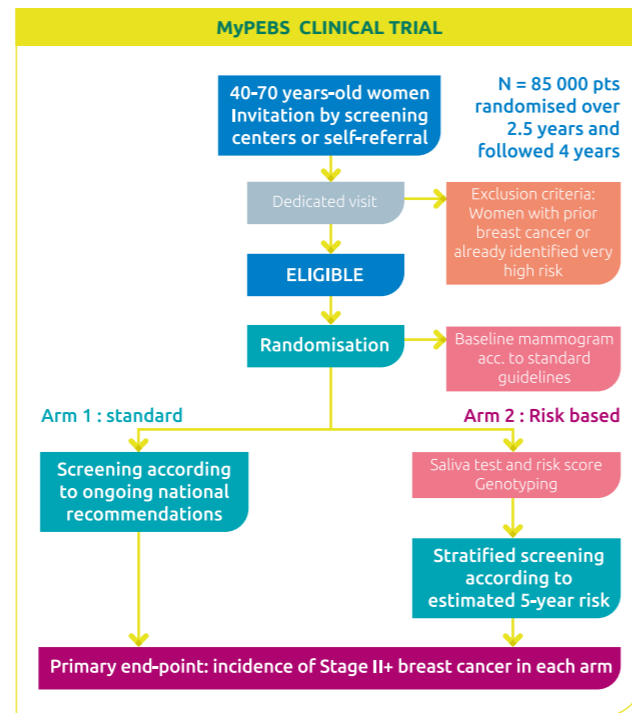 MyPEBS CLINICAL TRIAL
40-70 years-old women
Invitation by screening
centers or self-referral
N = 85 000 pts
randomised over
2.5 years and
followed 4 years
Dedicated visit
Exclusion criteria:
Women with prior
breast cancer or
already identified very
high risk
ELIGIBLE
Randomisation
Baseline mammogram
acc. to standard
guidelines
Arm 1 : standard
Arm 2 : Risk based
Screening according
to ongoing national
recommendations
Saliva test and risk score
Genotyping
Stratified screening
according to
estimated 5-year risk
Primary end-point: incidence of Stage II+ breast cancer in each arm